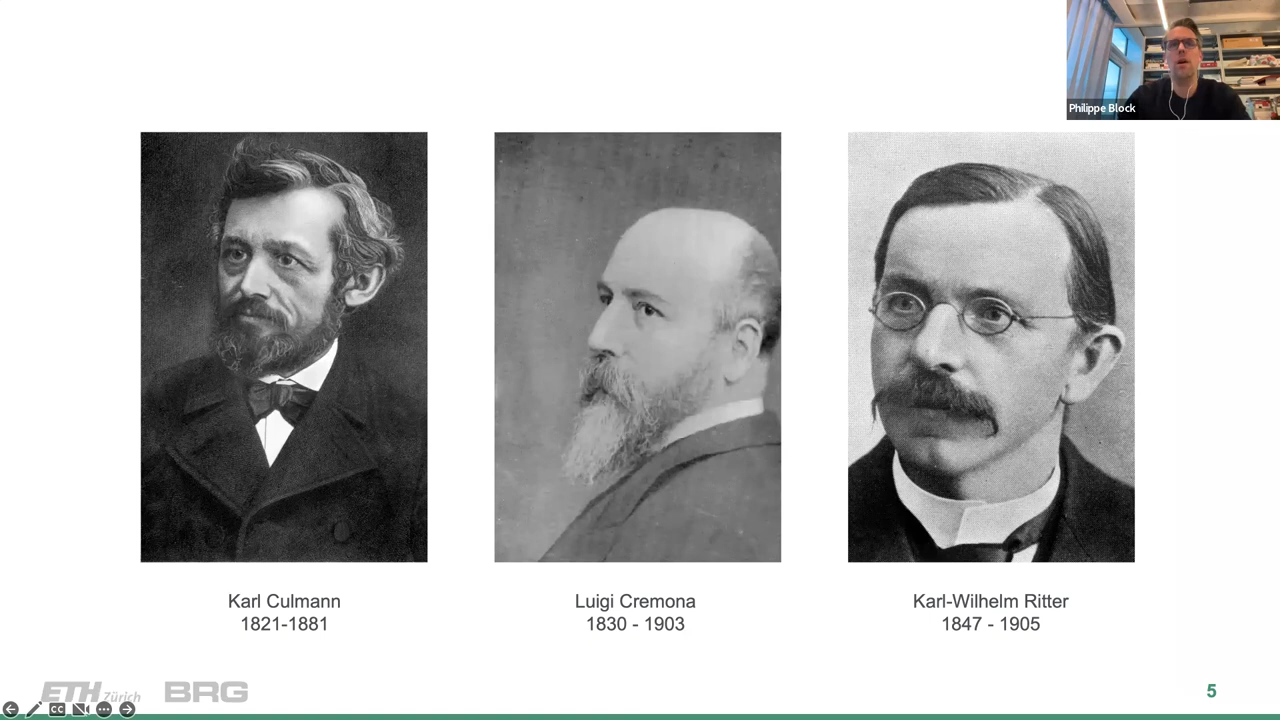 Philippe Block
Karl Culmann
1821-1881
Luigi Cremona
1830 - 1903
Karl-Wilhelm Ritter
1847 - 1905
ETH Zürich
BRG
CC
5